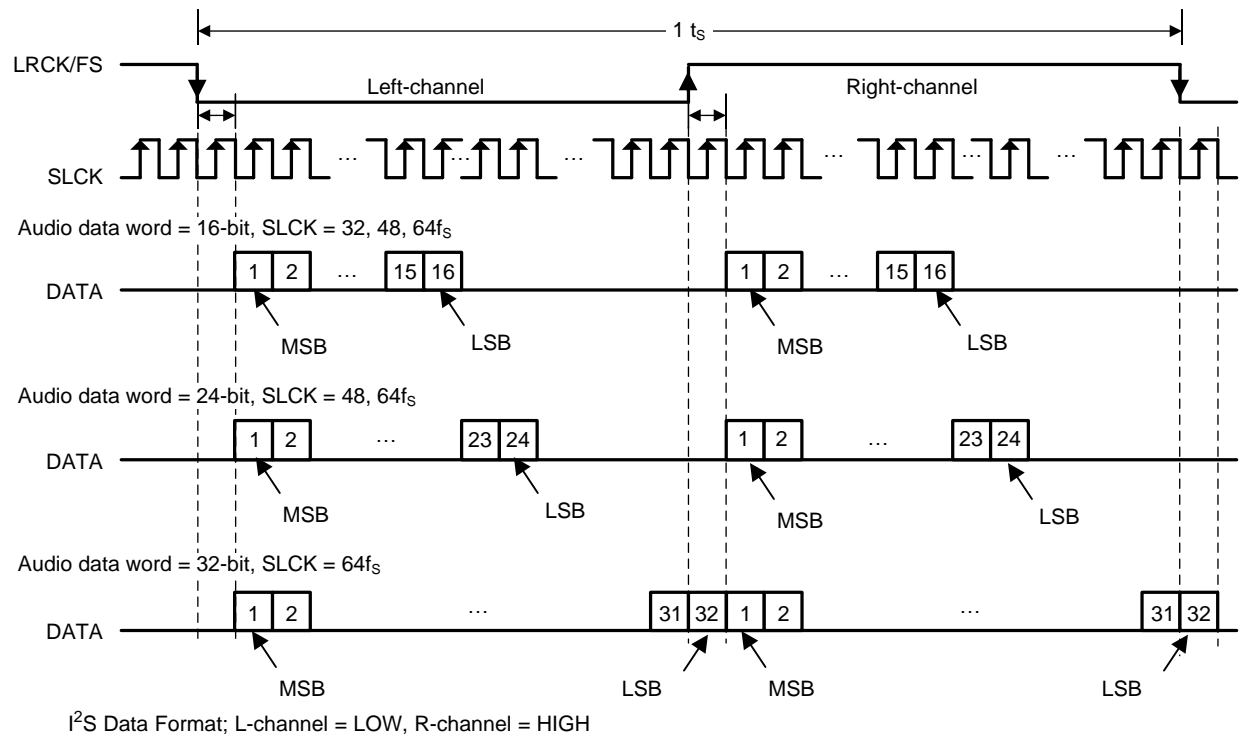 1 tS
LRCK/FS
Left-channel Right-channel
SLCK … … … … … …
Audio data word = 16-bit, SLCK = 32, 48, 64fS
DATA 1 2 … 15 16 1 2 … 15 16
MSB LSB MSB LSB
Audio data word = 24-bit, SLCK = 48, 64fS
DATA 1 2 … 23 24 1 2 … 23 24
MSB LSB MSB LSB
Audio data word = 32-bit, SLCK = 64fS
DATA 1 2 … 31 32 1 2 … 31 32
MSB LSB MSB LSB
I²S Data Format; L-channel = LOW, R-channel = HIGH